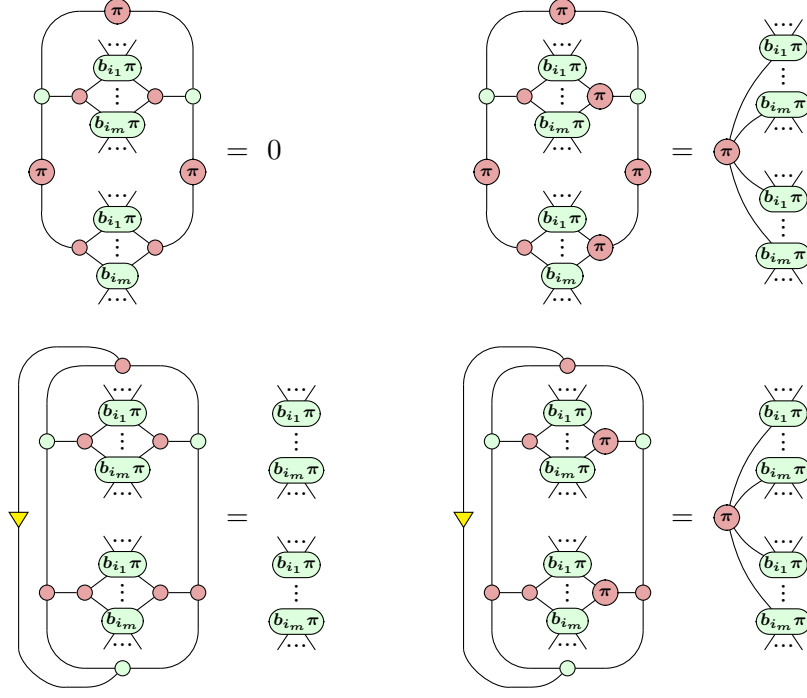 π
...
b_{i_1}π
⋮
b_{i_m}π
...
π π = 0
...
b_{i_1}π
⋮
b_{i_m}
...
π
...
b_{i_1}π
⋮ π
b_{i_m}π
...
π π = π
...
b_{i_1}π
⋮ π
b_{i_m}
...
...
b_{i_1}π
⋮
b_{i_m}π
...
...
b_{i_1}π
⋮
b_{i_m}π
...
...
b_{i_1}π
⋮
b_{i_m}π
...
=
...
b_{i_1}π
⋮
b_{i_m}
...
...
b_{i_1}π
⋮
b_{i_m}π
...
...
b_{i_1}π
⋮
b_{i_m}π
...
...
b_{i_1}π
⋮ π
b_{i_m}π
...
= π
...
b_{i_1}π
⋮ π
b_{i_m}
...
...
b_{i_1}π
⋮
b_{i_m}π
...
...
b_{i_1}π
⋮
b_{i_m}π
...